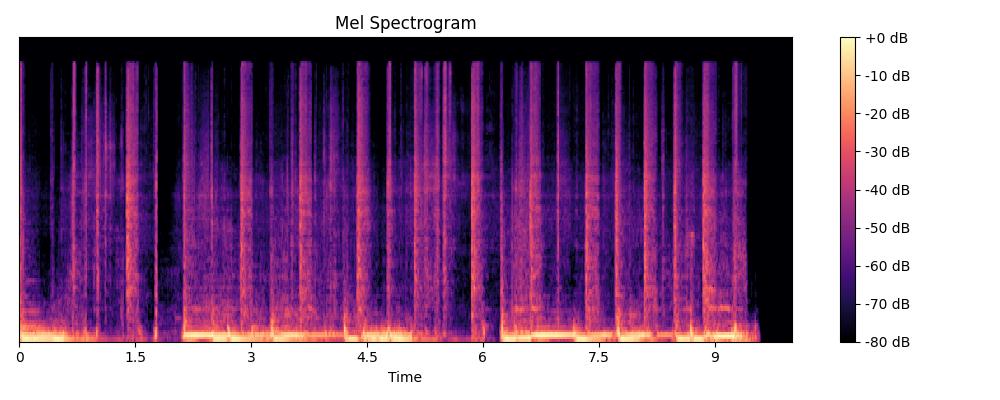 Mel Spectrogram
+0 dB
-10 dB
-20 dB
-30 dB
-40 dB
-50 dB
-60 dB
-70 dB
-80 dB
0 1.5 3 4.5 6 7.5 9
Time